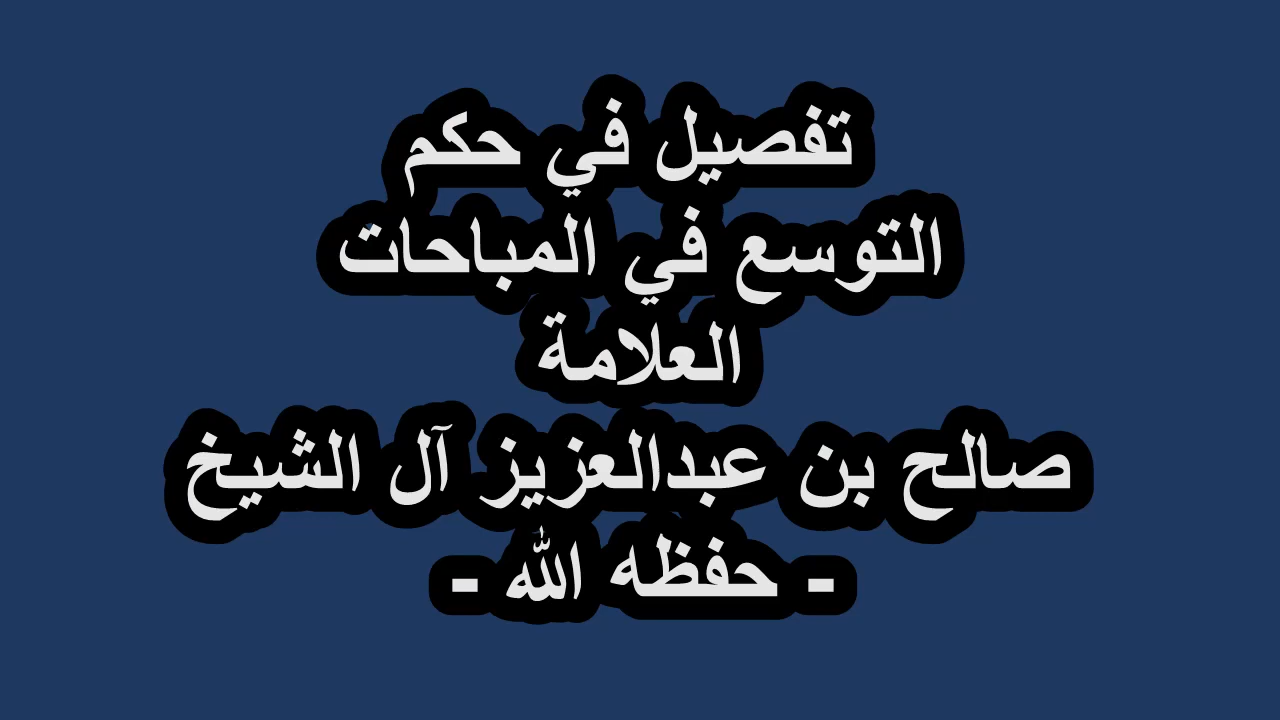 تفصيل في حكم
التوسع في المباحات
العلامة
صالح بن عبدالعزيز آل الشيخ
- حفظه الله -